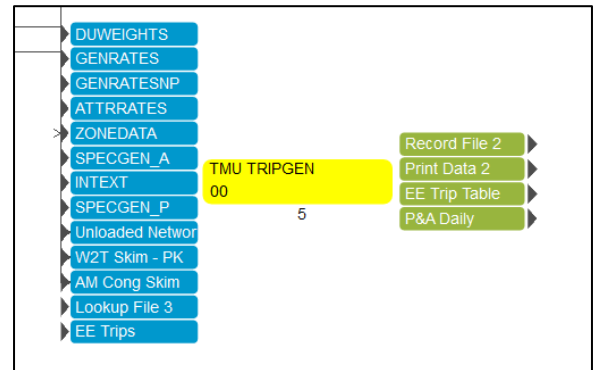 DUWEIGHTS
GENRATES
GENRATESNP
ATTRRATES
ZONEDATA
SPECGEN_A
INTEXT
SPECGEN_P
Unloaded Networ
W2T Skim - PK
AM Cong Skim
Lookup File 3
EE Trips
TMU TRIPGEN
00
5
Record File 2
Print Data 2
EE Trip Table
P&A Daily